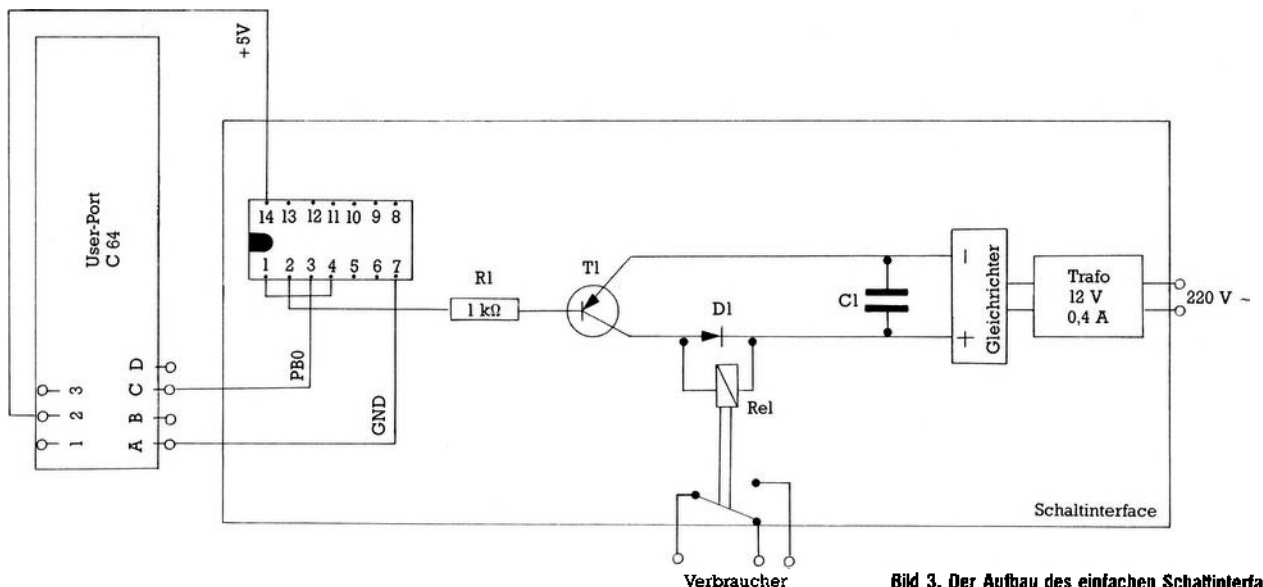 +5V
User-Port
C 64
14 13 12 11 10 9 8
1 2 3 4 5 6 7
R1
1 kΩ
T1
D1
C1
−
+
Gleichrichter
Trafo
12 V
0,4 A
220 V ~
Rel
PB0
GND
3
2
1
D
C
B
A
Schaltinterface
Verbraucher
Bild 3. Der Aufbau des einfachen Schaltinterfa